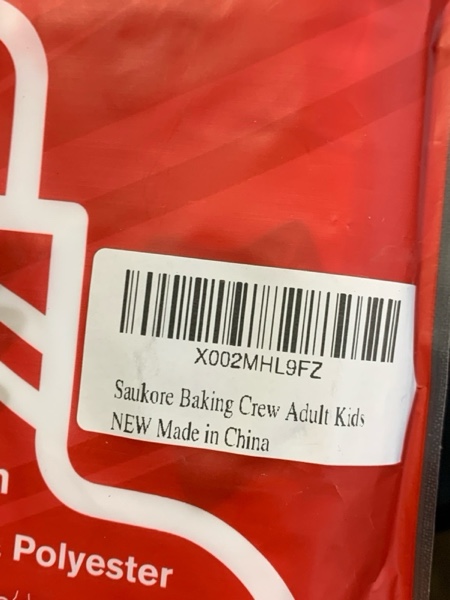 X002MHL9FZ
Saukore Baking Crew Adult Kids
NEW Made in China
Polyester